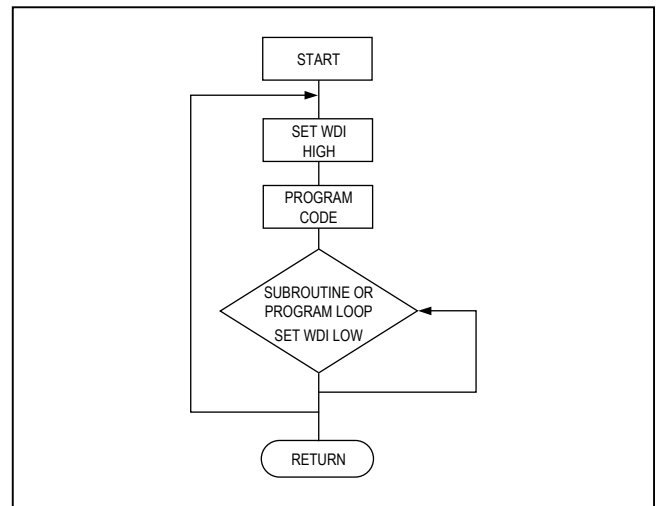 START
SET WDI
HIGH
PROGRAM
CODE
SUBROUTINE OR
PROGRAM LOOP
SET WDI LOW
RETURN